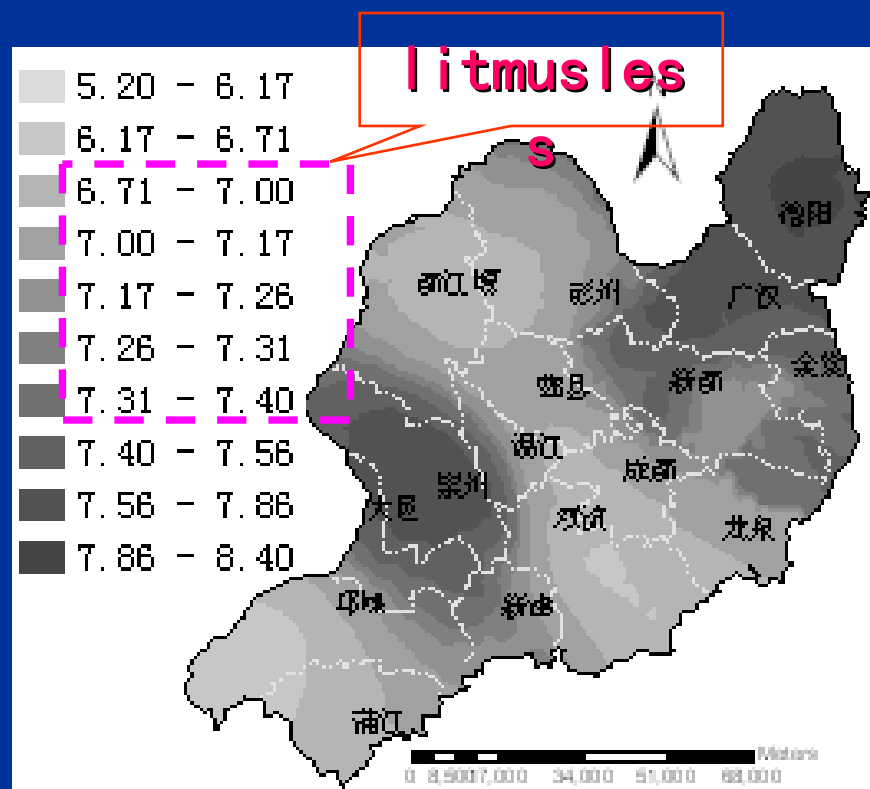 litmusles
s
5.20 - 6.17
6.17 - 6.71
6.71 - 7.00
7.00 - 7.17
7.17 - 7.26
7.26 - 7.31
7.31 - 7.40
7.40 - 7.56
7.56 - 7.86
7.86 - 8.40
德阳
都江堰
彭州
广汉
金堂
新都
郫县
温江
成都
崇州
大邑
双流
龙泉
邛崃
新津
蒲江
Meters
0 8,5007,000 34,000 51,000 68,000